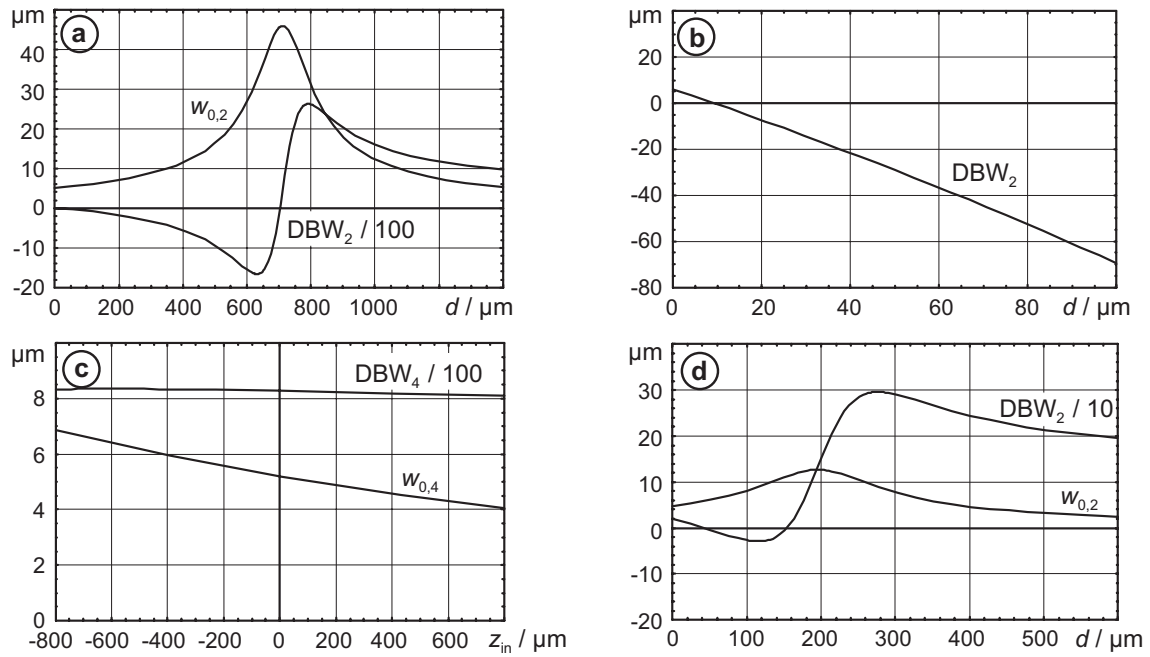 µm
a
40
30
20
10
0
-10
-20
w0,2
DBW2 / 100
0 200 400 600 800 1000 d / µm
µm
b
20
0
-20
-40
-60
-80
DBW2
0 20 40 60 80 d / µm
µm
c
8
6
4
2
0
DBW4 / 100
w0,4
-800 -600 -400 -200 0 200 400 zin / µm
µm
d
30
20
10
0
-10
-20
DBW2 / 10
w0,2
0 100 200 300 400 500 d / µm